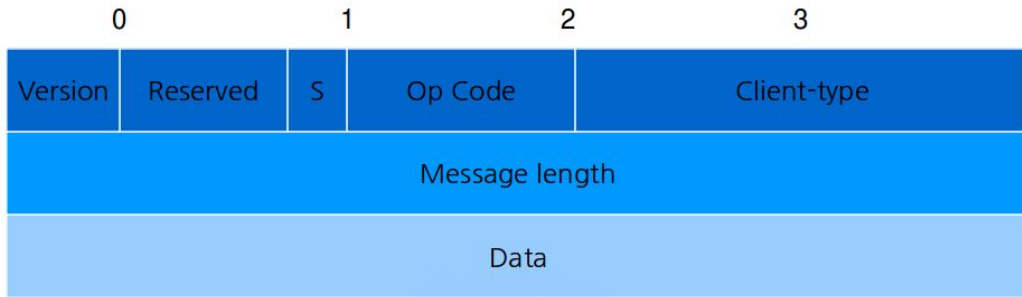 0 1 2 3
Version Reserved S Op Code Client-type
Message length
Data